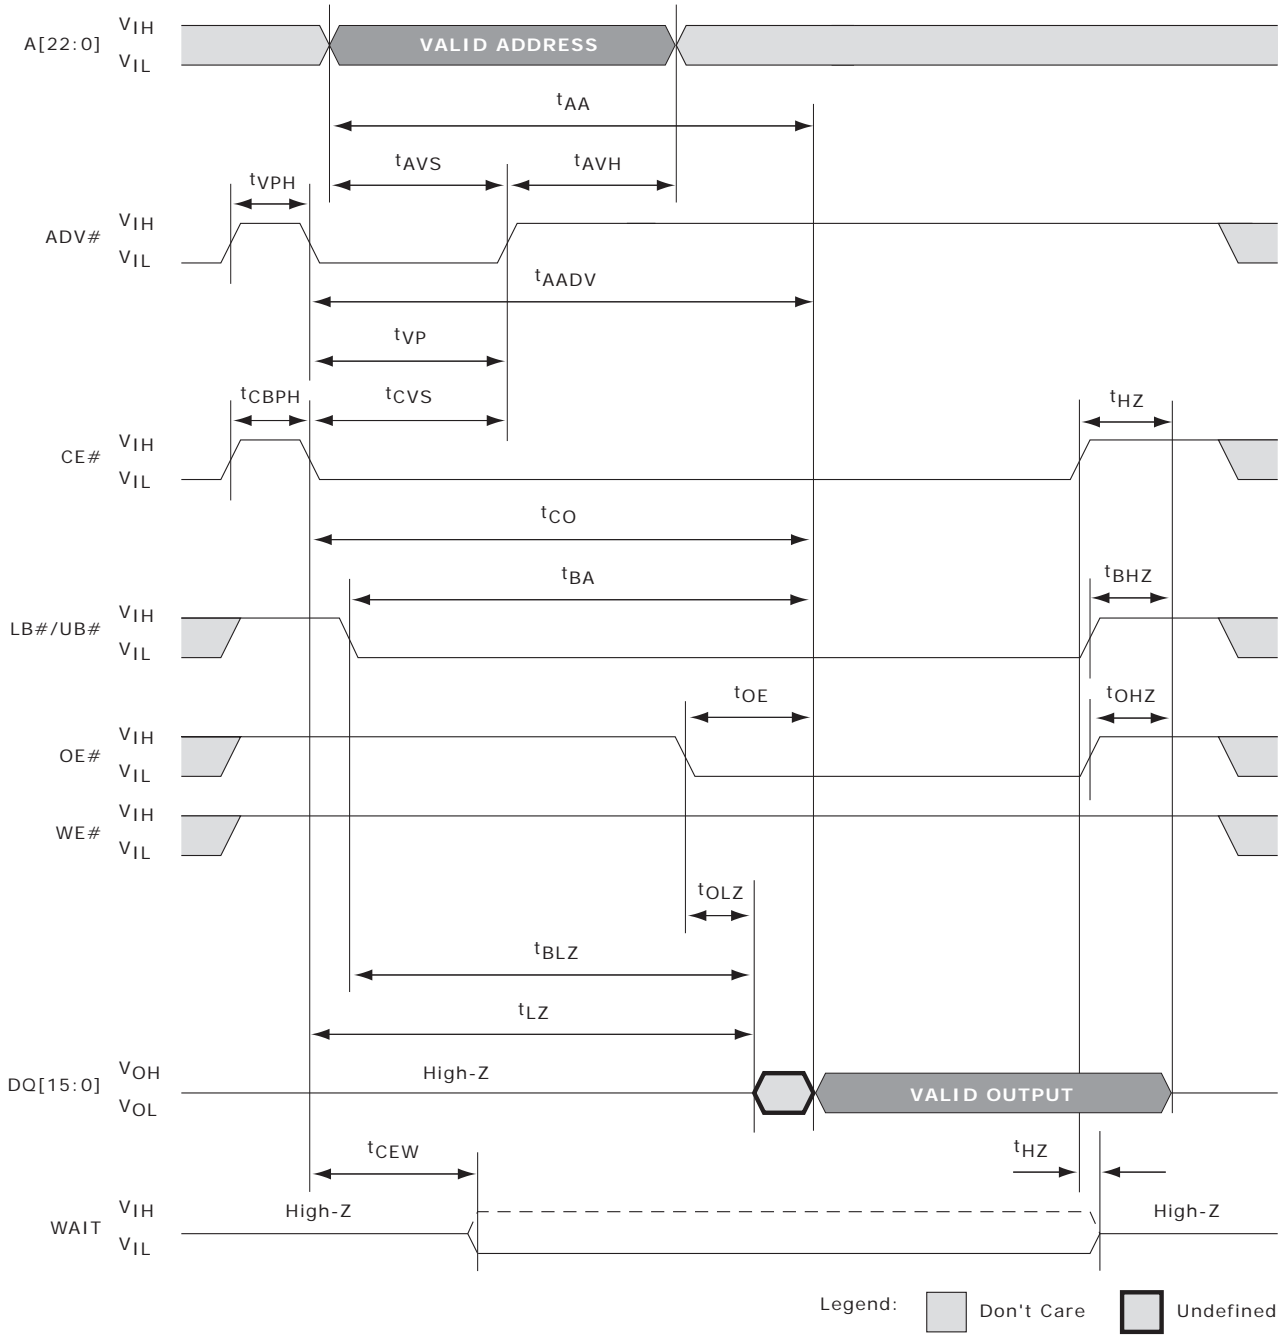 VIH
A[22:0]
VIL
VALID ADDRESS
tAA
tAVS
tAVH
tVPH
VIH
ADV#
VIL
tAADV
tVP
tCBPH
tCVS
tHZ
VIH
CE#
VIL
tCO
tBA
tBHZ
VIH
LB#/UB#
VIL
tOE
tOHZ
VIH
OE#
VIL
VIH
WE#
VIL
tOLZ
tBLZ
tLZ
VOH
DQ[15:0]
VOL
High-Z
VALID OUTPUT
tCEW
tHZ
VIH
WAIT
VIL
High-Z
High-Z
Legend:
Don't Care
Undefined